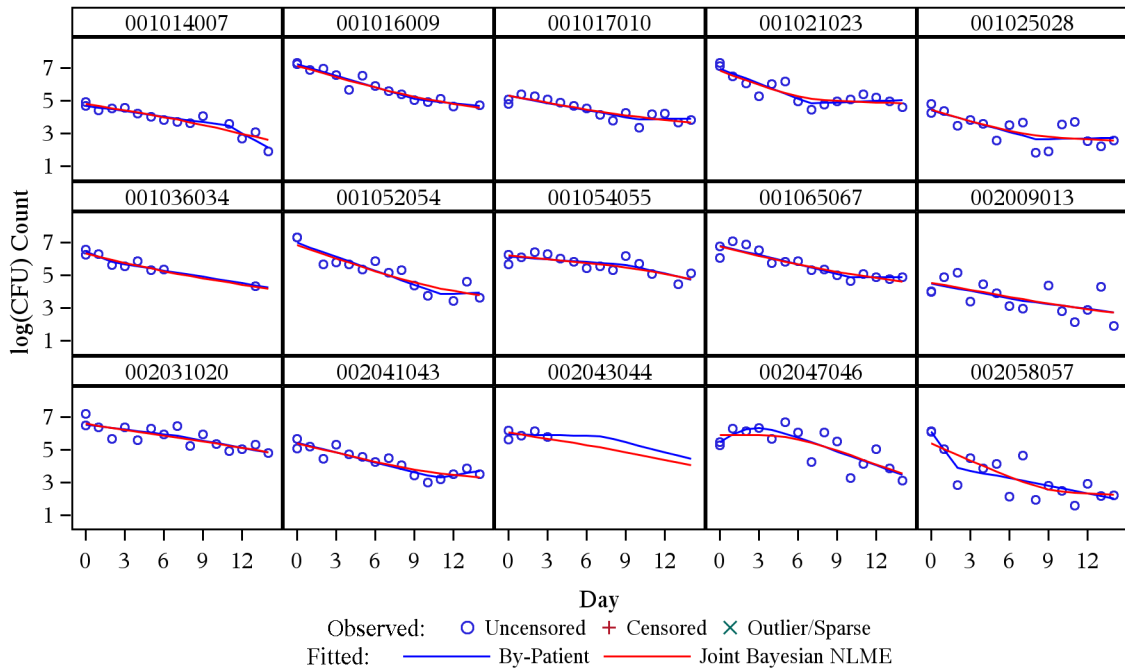 001014007 001016009 001017010 001021023 001025028
7
5
3
1
001036034 001052054 001054055 001065067 002009013
7
5
3
1
log(CFU) Count
002031020 002041043 002043044 002047046 002058057
7
5
3
1
0 3 6 9 12 0 3 6 9 12 0 3 6 9 12 0 3 6 9 12 0 3 6 9 12
Day
Observed: Uncensored Censored Outlier/Sparse
Fitted: By-Patient Joint Bayesian NLME